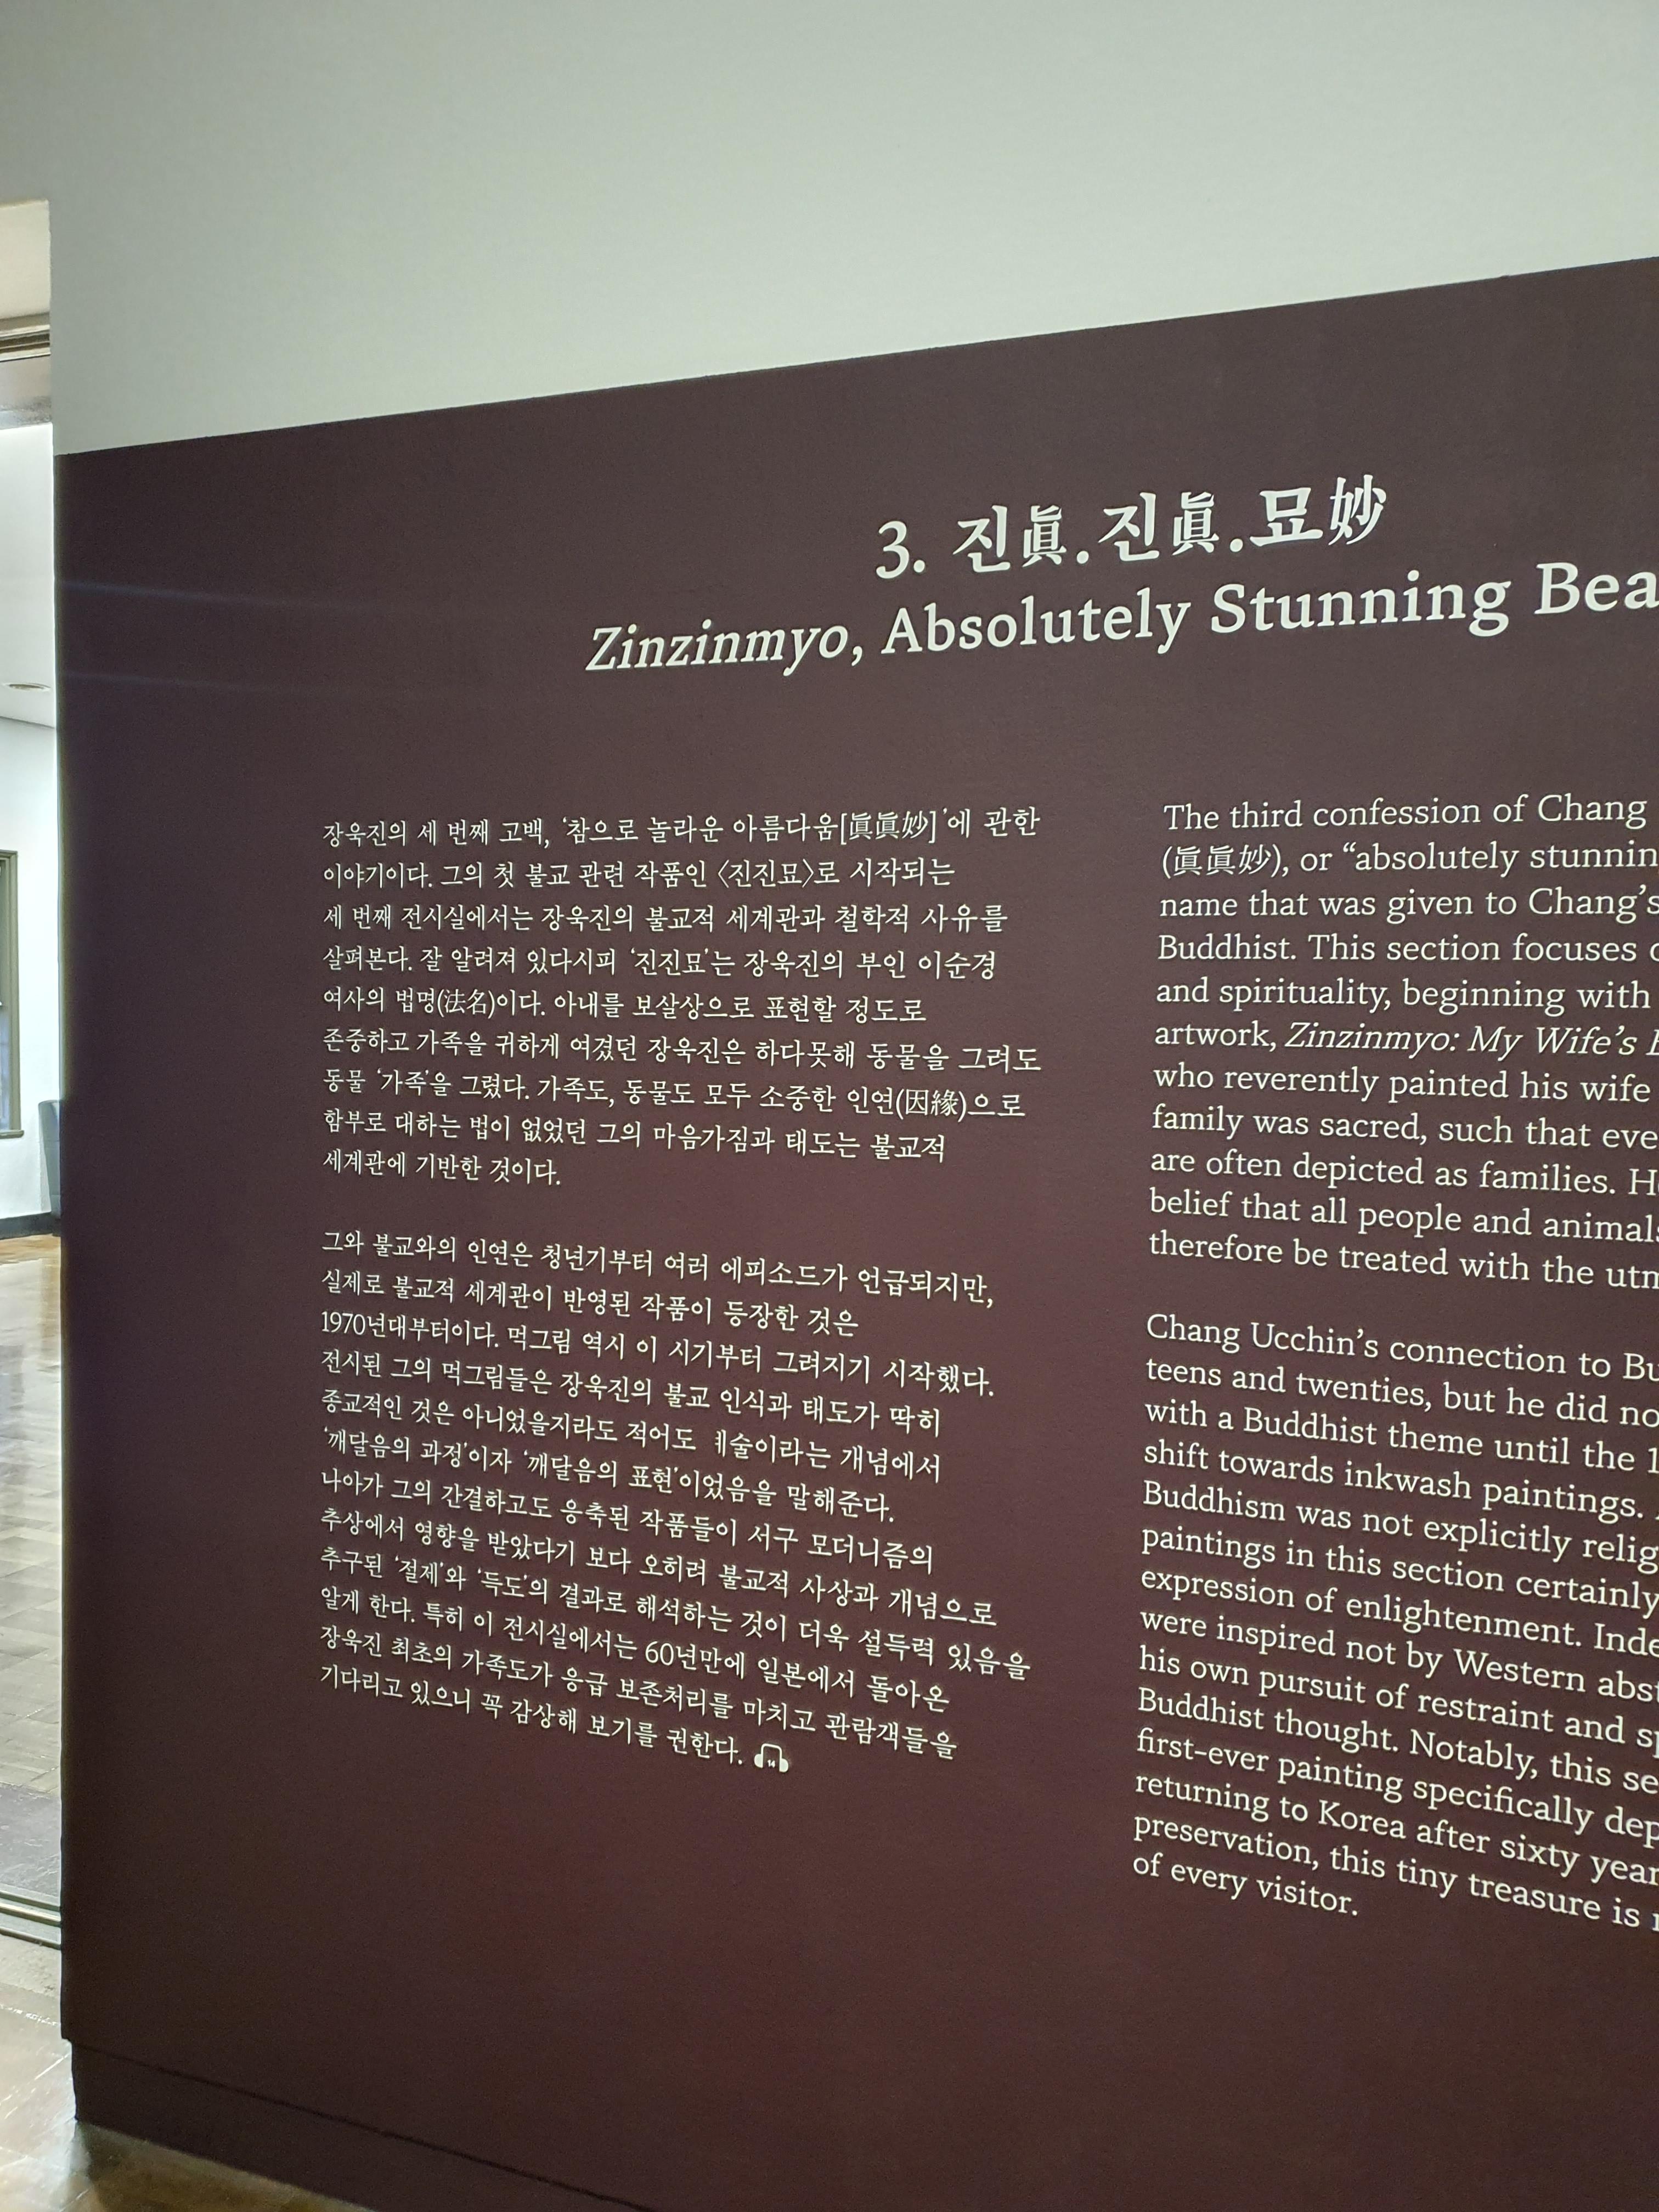 3. 진眞.진眞.묘妙
Zinzinmyo, Absolutely Stunning Bea
장욱진의 세 번째 고백, ‘참으로 놀라운 아름다움[眞眞妙]’에 관한
이야기이다. 그의 첫 불교 관련 작품인 〈진진묘〉로 시작되는
세 번째 전시실에서는 장욱진의 불교적 세계관과 철학적 사유를
살펴본다. 잘 알려져 있다시피 ‘진진묘’는 장욱진의 부인 이순경
여사의 법명(法名)이다. 아내를 보살상으로 표현할 정도로
존중하고 가족을 귀하게 여겼던 장욱진은 하다못해 동물을 그려도
동물 ‘가족’을 그렸다. 가족도, 동물도 모두 소중한 인연(因緣)으로
함부로 대하는 법이 없었던 그의 마음가짐과 태도는 불교적
세계관에 기반한 것이다.
그와 불교와의 인연은 청년기부터 여러 에피소드가 언급되지만,
실제로 불교적 세계관이 반영된 작품이 등장한 것은
1970년대부터이다. 먹그림 역시 이 시기부터 그려지기 시작했다.
전시된 그의 먹그림들은 장욱진의 불교 인식과 태도가 딱히
종교적인 것은 아니었을지라도 적어도 예술이라는 개념에서
‘깨달음의 과정’이자 ‘깨달음의 표현’이었음을 말해준다.
나아가 그의 간결하고도 응축된 작품들이 서구 모더니즘의
추상에서 영향을 받았다기 보다 오히려 불교적 사상과 개념으로
추구된 ‘절제’와 ‘득도’의 결과로 해석하는 것이 더욱 설득력 있음을
알게 한다. 특히 이 전시실에서는 60년만에 일본에서 돌아온
장욱진 최초의 가족도가 응급 보존처리를 마치고 관람객들을
기다리고 있으니 꼭 감상해 보기를 권한다. 14
The third confession of Chang
(眞眞妙), or “absolutely stunnin
name that was given to Chang’s
Buddhist. This section focuses o
and spirituality, beginning with
artwork, Zinzinmyo: My Wife’s
who reverently painted his wife
family was sacred, such that eve
are often depicted as families. H
belief that all people and animals
therefore be treated with the utm
Chang Ucchin’s connection to Bu
teens and twenties, but he did no
with a Buddhist theme until the 1
shift towards inkwash paintings.
Buddhism was not explicitly relig
paintings in this section certainly
expression of enlightenment. Inde
were inspired not by Western abst
his own pursuit of restraint and sp
Buddhist thought. Notably, this se
first-ever painting specifically dep
returning to Korea after sixty year
preservation, this tiny treasure is
of every visitor.